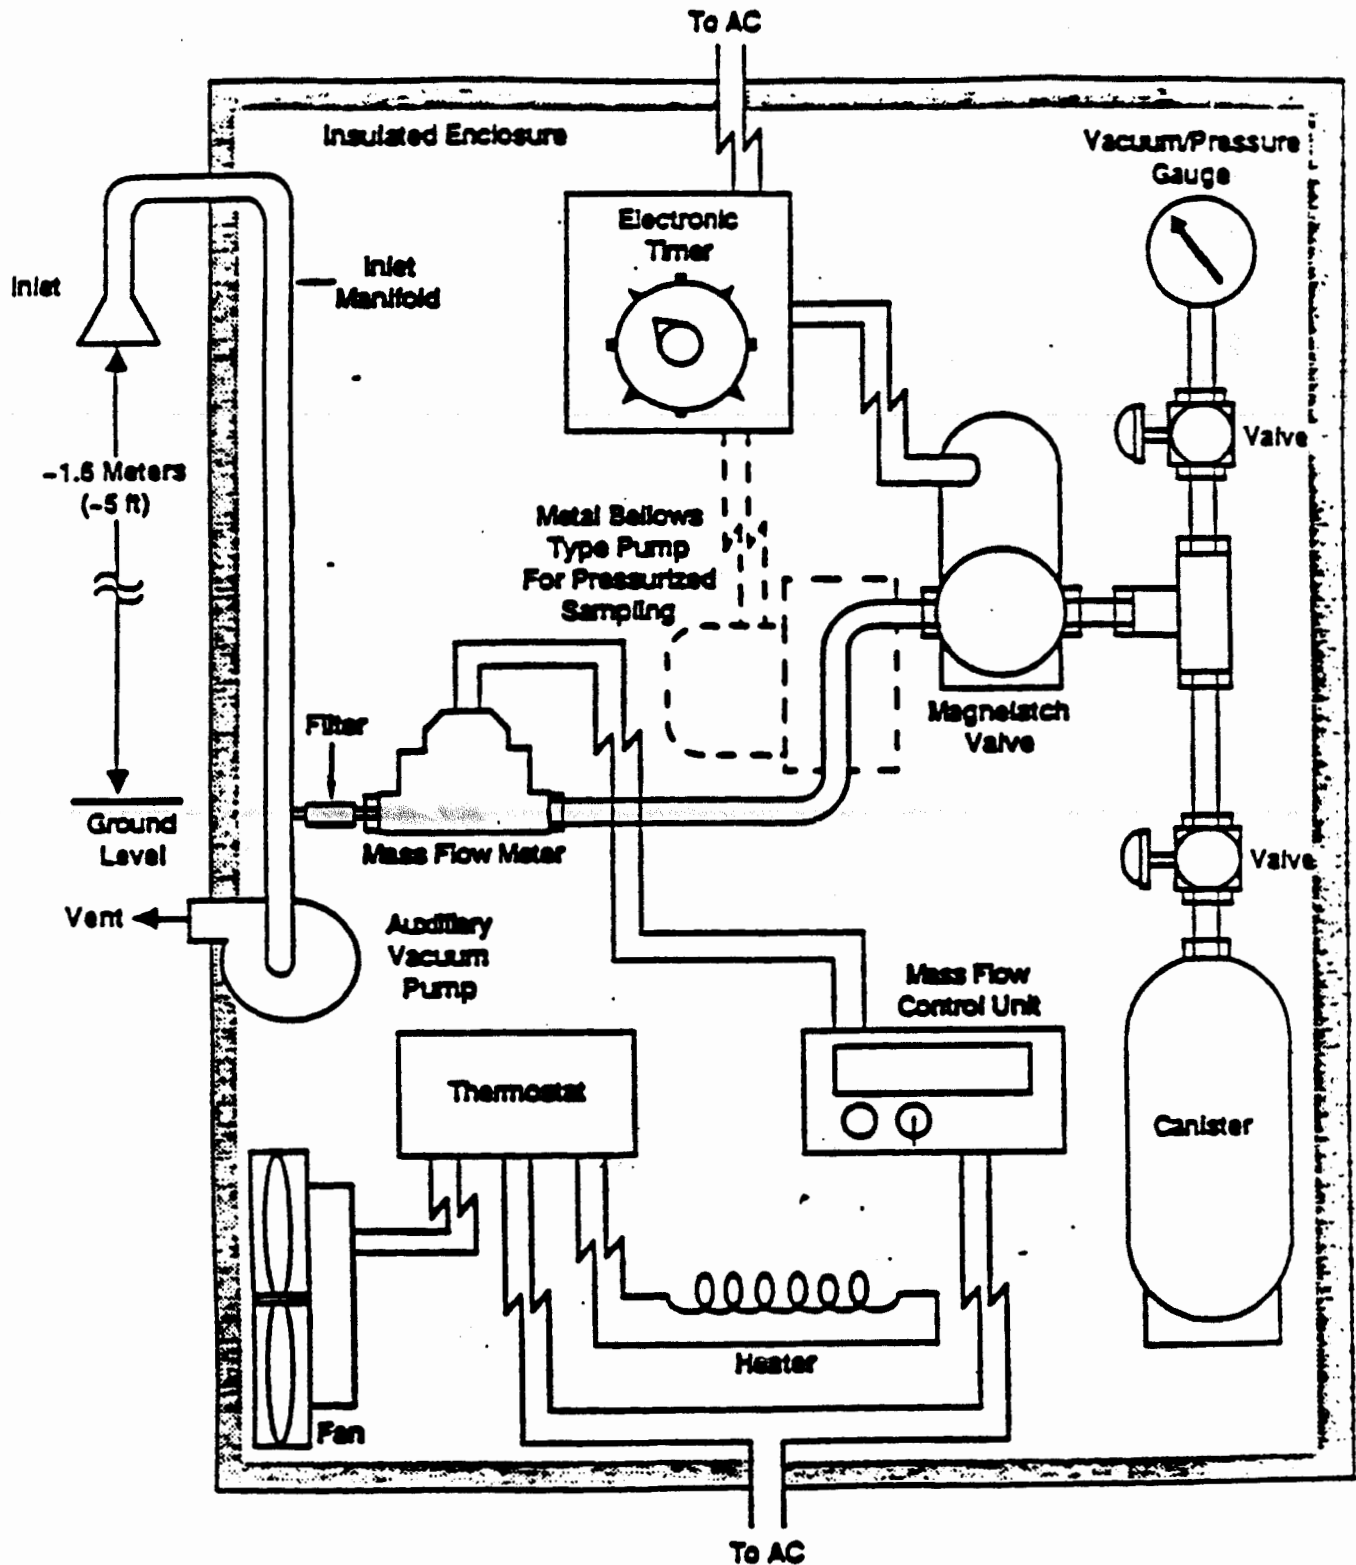 To AC
Insulated Enclosure
Vacuum/Pressure
Gauge
Electronic
Timer
Inlet
Inlet
Manifold
Valve
~1.5 Meters
(~5 ft)
Metal Bellows
Type Pump
For Pressurized
Sampling
Magnelatch
Valve
Filter
Ground
Level
Mass Flow Meter
Valve
Vent
Auxilliary
Vacuum
Pump
Mass Flow
Control Unit
Thermostat
Canister
Heater
Fan
To AC